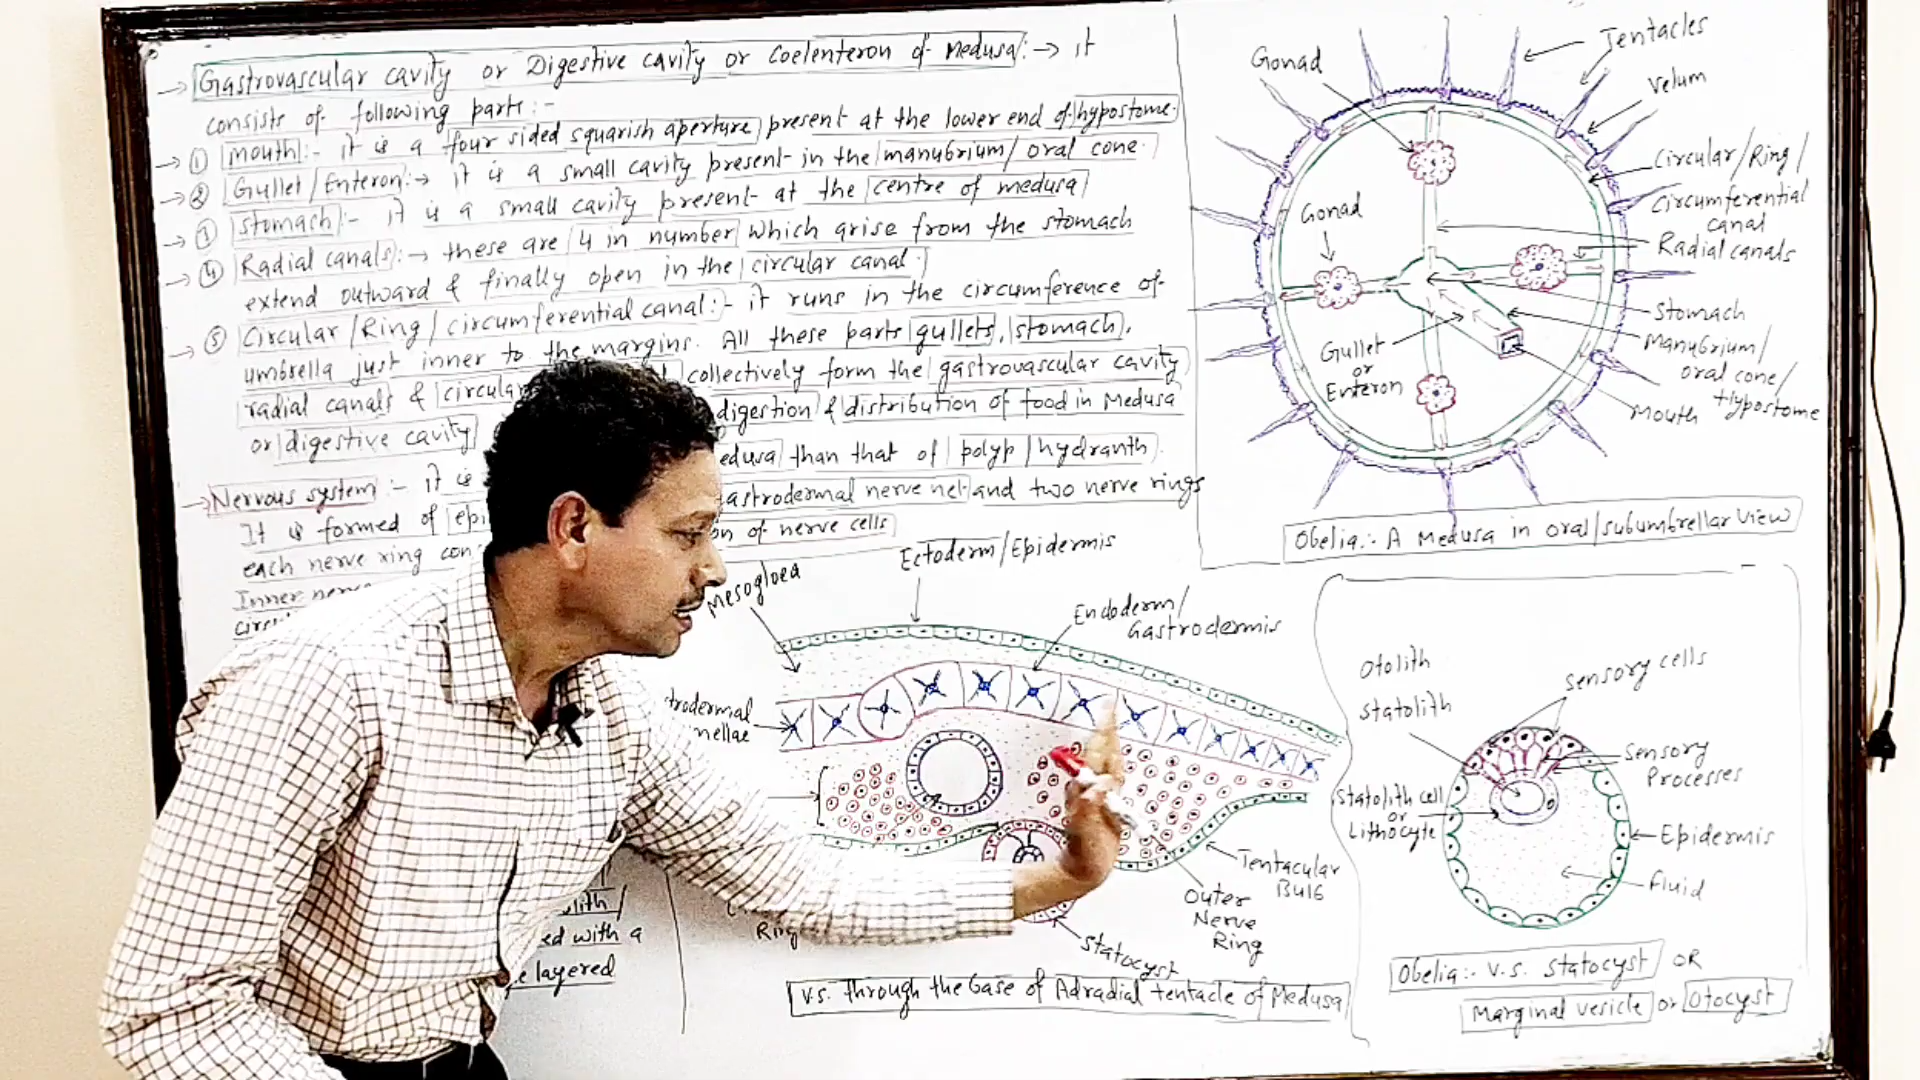 → Gastrovascular cavity or Digestive cavity or Coelenteron of Medusa:→ it
consists of following parts:-
→ ① Mouth:- it is a four sided squarish aperture present at the lower end of hypostome.
→ ② Gullet/Enteron:→ it is a small cavity present in the manubrium/oral cone.
→ ③ Stomach:- it is a small cavity present at the centre of medusa
→ ④ Radial canals:→ these are 4 in number which arise from the stomach
extend outward & finally open in the circular canal.
→ ⑤ Circular/Ring/circumferential canal:- it runs in the circumference of
umbrella just inner to the margins. All these parts gullets, stomach,
radial canals & circular collectively form the gastrovascular cavity
or digestive cavity digestion & distribution of food in Medusa
edusa than that of polyp/hydranth.
→ Nervous system:- it is
It is formed of epi astrodermal nerve net and two nerve rings
each nerve ring con on of nerve cells
Inner nerv
circu
lith/
ed with a
e layered
Gonad
Tentacles
Velum
Circular/Ring/
Circumferential
canal
Gonad
Radial canals
Stomach
Gullet
or
Enteron
Manubrium/
oral cone/
Hypostome
Mouth
Obelia:- A Medusa in oral/subumbrellar view
Mesogloea
Ectoderm/Epidermis
Endoderm/
Gastrodermis
trodermal
mellae
Tentacular
Bulb
Outer
Nerve
Ring
Ring
Statocyst
V.S. through the base of Adradial tentacle of Medusa
Otolith
Statolith
Sensory cells
Sensory
Processes
Statolith cell
or
Lithocyte
Epidermis
Fluid
Obelia:- V.S. Statocyst OR
Marginal vesicle or Otocyst